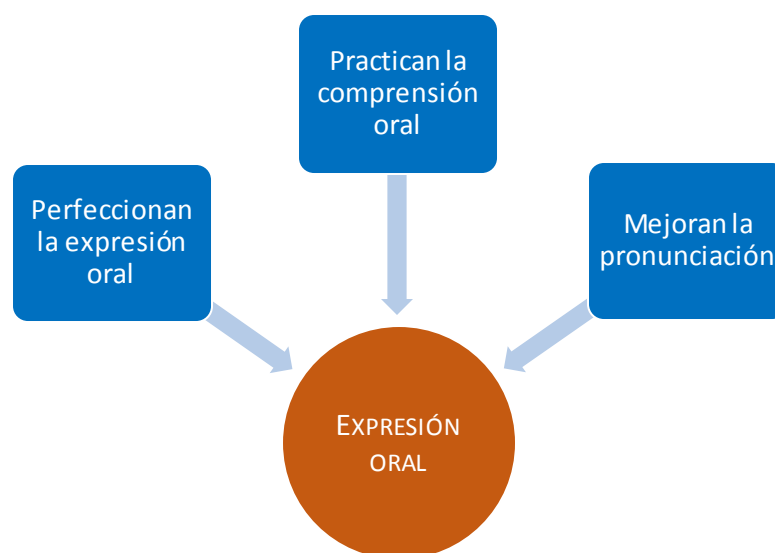 Practican la
comprensión
oral
Perfeccionan
la expresión
oral
Mejoran la
pronunciación
EXPRESIÓN
ORAL